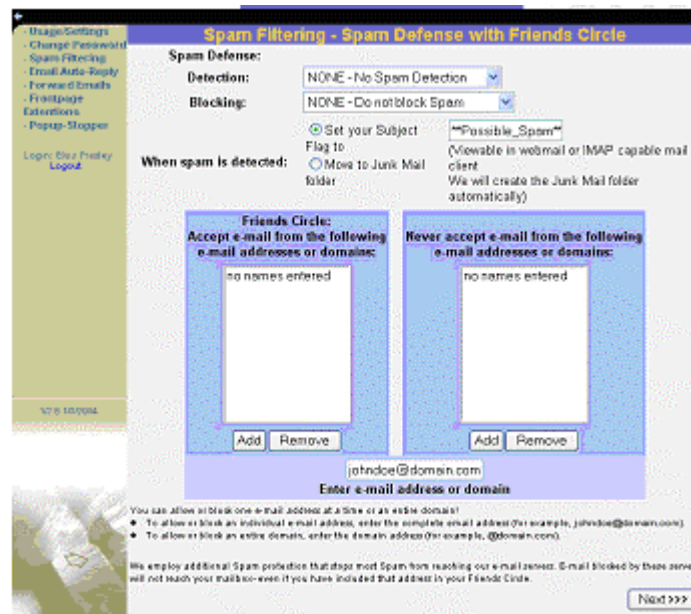 - Usage/Settings
- Change Password
- Spam Filtering
- Email Auto-Reply
- Forward Emails
- Frontpage
Extentions
- Popup-Stopper
Login: Elvis Presley
Logout
Spam Filtering - Spam Defense with Friends Circle
Spam Defense:
Detection: NONE - No Spam Detection
Blocking: NONE - Do not block Spam
When spam is detected:
Set your Subject
Flag to
**Possible_Spam**
Move to Junk Mail
folder
(Viewable in webmail or IMAP capable mail
client
We will create the Junk Mail folder
automatically)
Friends Circle:
Accept e-mail from the following
e-mail addresses or domains:
no names entered
Add Remove
Never accept e-mail from the following
e-mail addresses or domains:
no names entered
Add Remove
johndoe@domain.com
Enter e-mail address or domain
You can allow or block one e-mail address at a time or an entire domain!
To allow or block an individual e-mail address, enter the complete email address (for example, johndoe@domain.com).
To allow or block an entire domain, enter the domain address (for example, @domain.com).
We employ additional Spam protection that stops most Spam from reaching our e-mail servers. E-mail blocked by these serve
will not reach your mailbox-even if you have included that address in your Friends Circle.
Next >>>